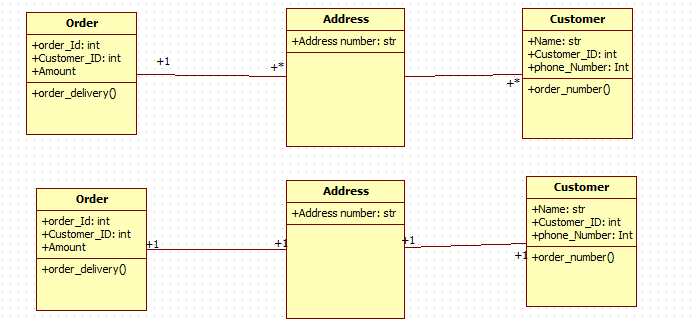 Order
+order_Id: int
+Customer_ID: int
+Amount
+order_delivery()
+1
+*
Address
+Address number: str
+*
Customer
+Name: str
+Customer_ID: int
+phone_Number: Int
+order_number()
Order
+order_Id: int
+Customer_ID: int
+Amount
+order_delivery()
+1
+1
Address
+Address number: str
+1
+1
Customer
+Name: str
+Customer_ID: int
+phone_Number: Int
+order_number()